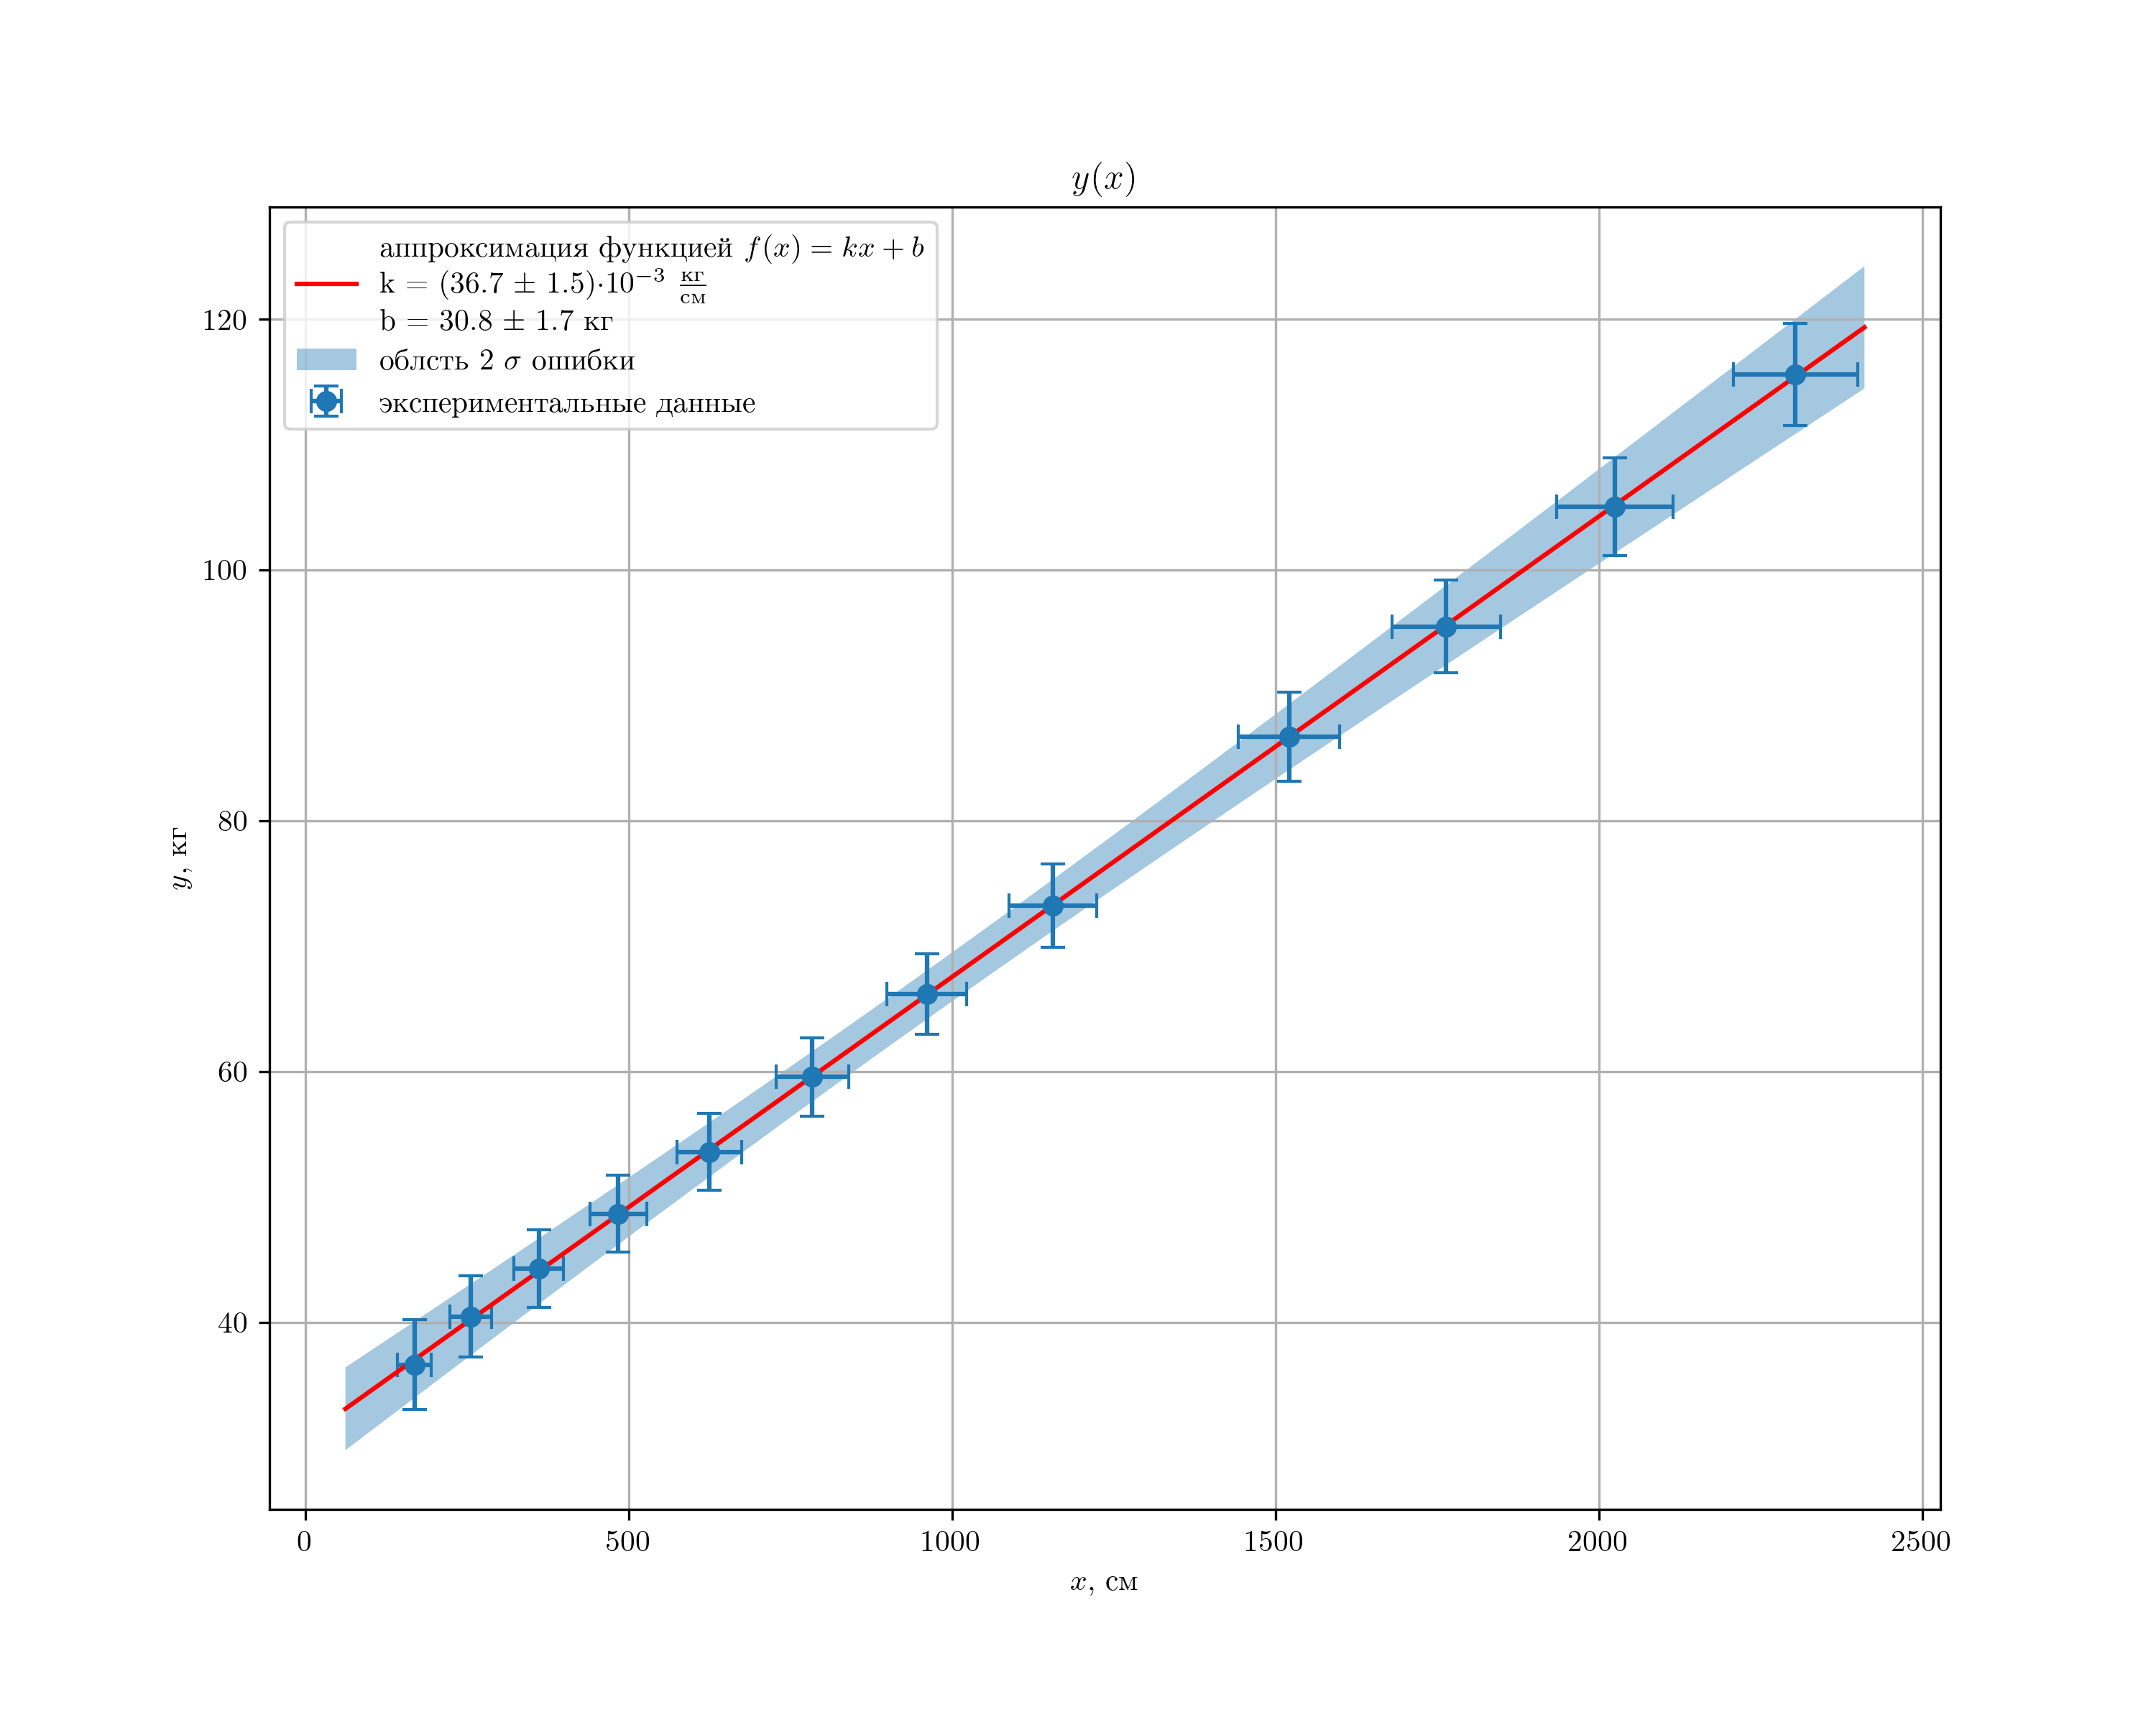 y(x)
аппроксимация функцией f(x) = kx + b
k = (36.7 ± 1.5)·10⁻³ кг/см
b = 30.8 ± 1.7 кг
облсть 2 σ ошибки
экспериментальные данные
120
100
80
60
40
y, кг
0 500 1000 1500 2000 2500
x, см